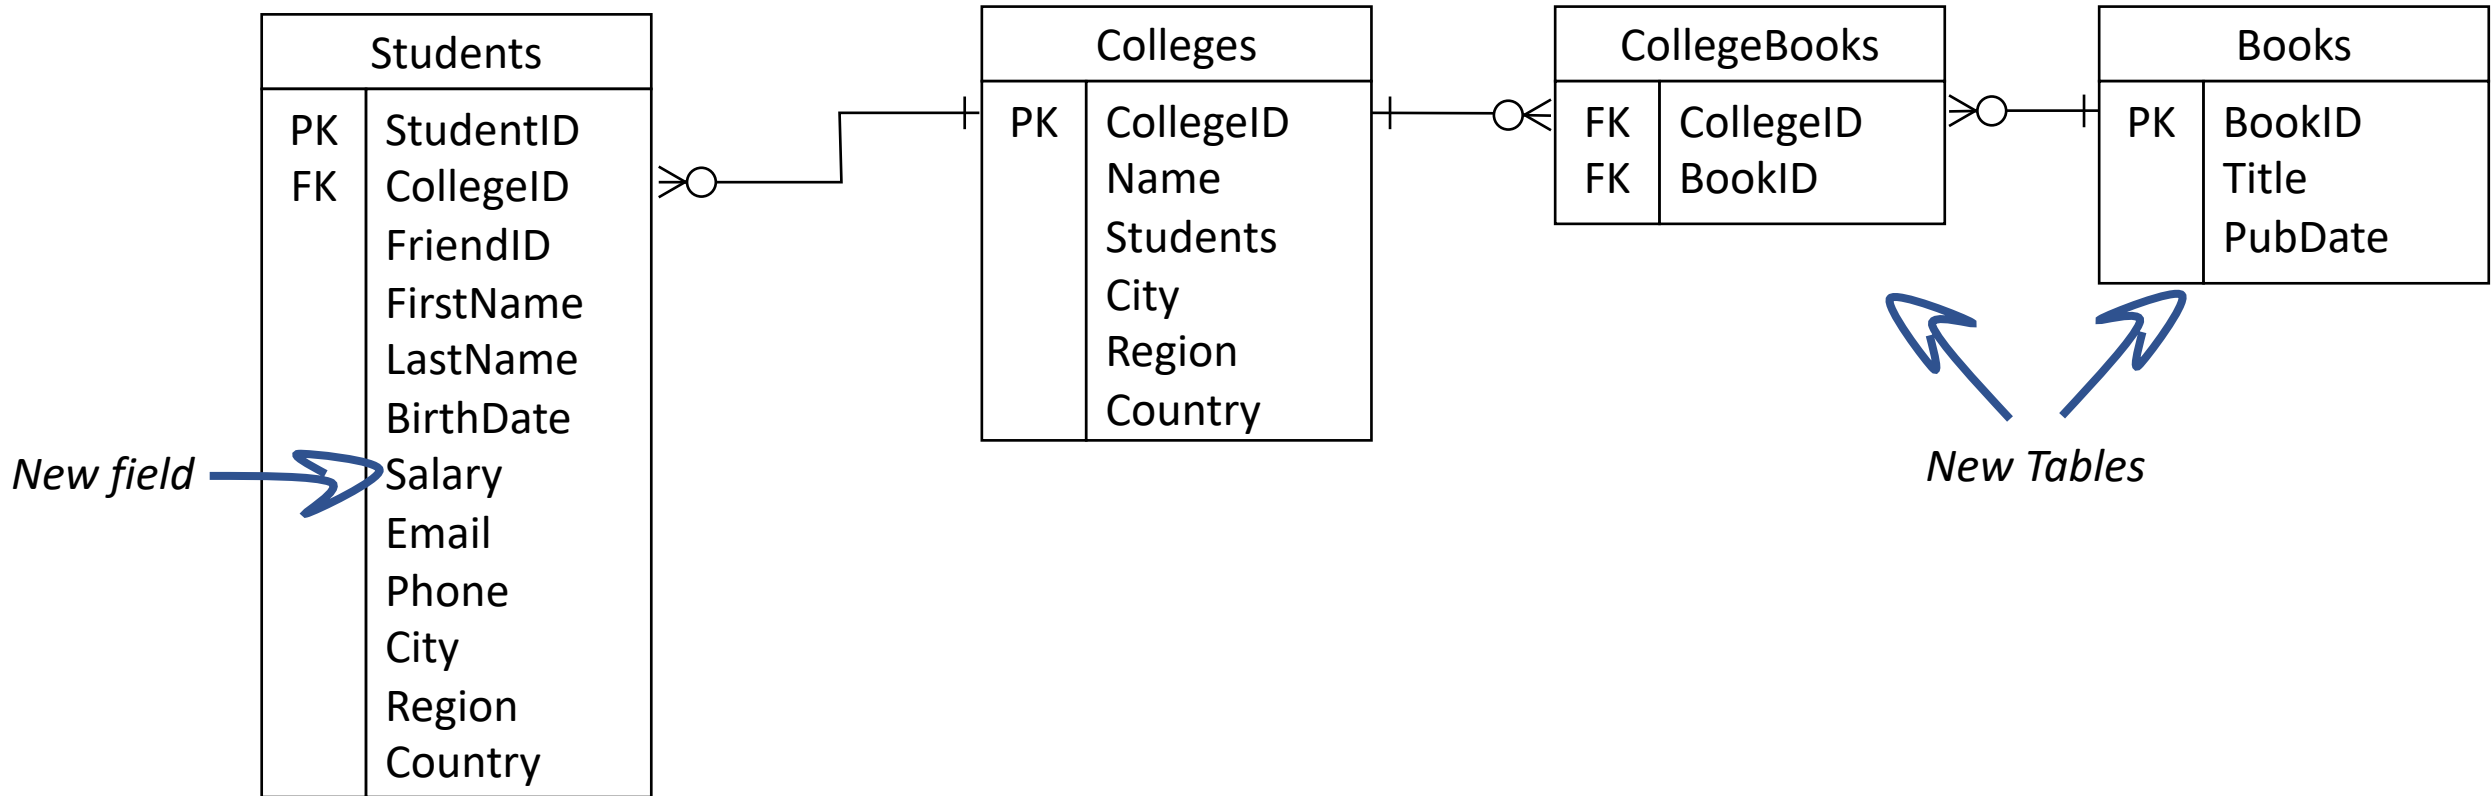 Students
PK StudentID
FK CollegeID
FriendID
FirstName
LastName
BirthDate
Salary
Email
Phone
City
Region
Country
New field
Colleges
PK CollegeID
Name
Students
City
Region
Country
CollegeBooks
FK CollegeID
FK BookID
Books
PK BookID
Title
PubDate
New Tables